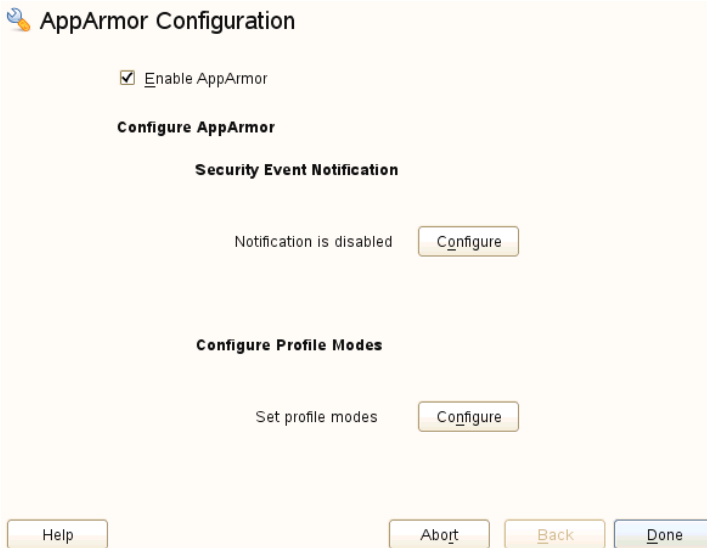 AppArmor Configuration
Enable AppArmor
Configure AppArmor
Security Event Notification
Notification is disabled Configure
Configure Profile Modes
Set profile modes Configure
Help Abort Back Done